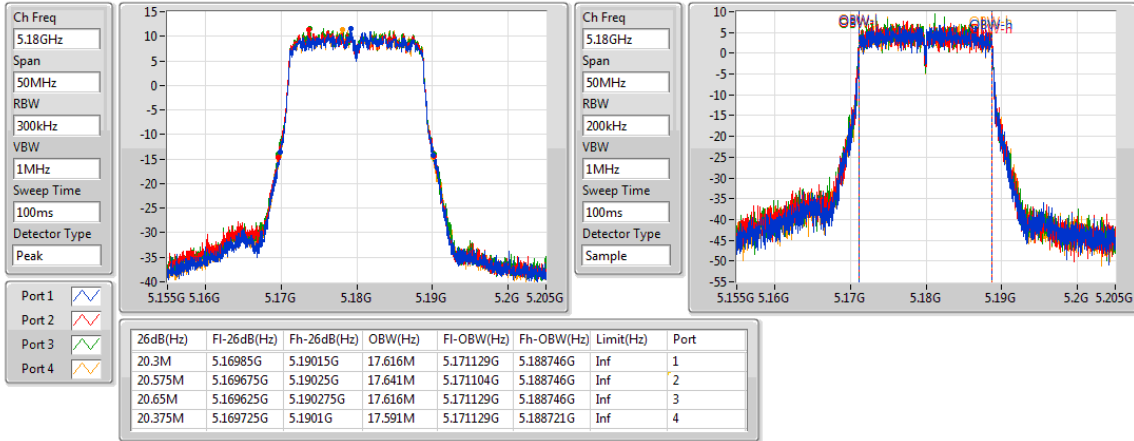 Ch Freq
5.18GHz
Span
50MHz
RBW
300kHz
VBW
1MHz
Sweep Time
100ms
Detector Type
Peak
15
10
5
0
-5
-10
-15
-20
-25
-30
-35
-40
5.155G 5.16G 5.17G 5.18G 5.19G 5.2G 5.205G
Ch Freq
5.18GHz
Span
50MHz
RBW
200kHz
VBW
1MHz
Sweep Time
100ms
Detector Type
Sample
15
10
5
0
-5
-10
-15
-20
-25
-30
-35
-40
-45
-50
-55
OBW-h
5.155G 5.16G 5.17G 5.18G 5.19G 5.2G 5.205G
Port 1
Port 2
Port 3
Port 4
26dB(Hz) Fl-26dB(Hz) Fh-26dB(Hz) OBW(Hz) Fl-OBW(Hz) Fh-OBW(Hz) Limit(Hz) Port
20.3M 5.16985G 5.19015G 17.616M 5.171129G 5.188746G Inf 1
20.575M 5.169675G 5.19025G 17.641M 5.171104G 5.188746G Inf 2
20.65M 5.169625G 5.190275G 17.616M 5.171129G 5.188746G Inf 3
20.375M 5.169725G 5.1901G 17.591M 5.171129G 5.188721G Inf 4